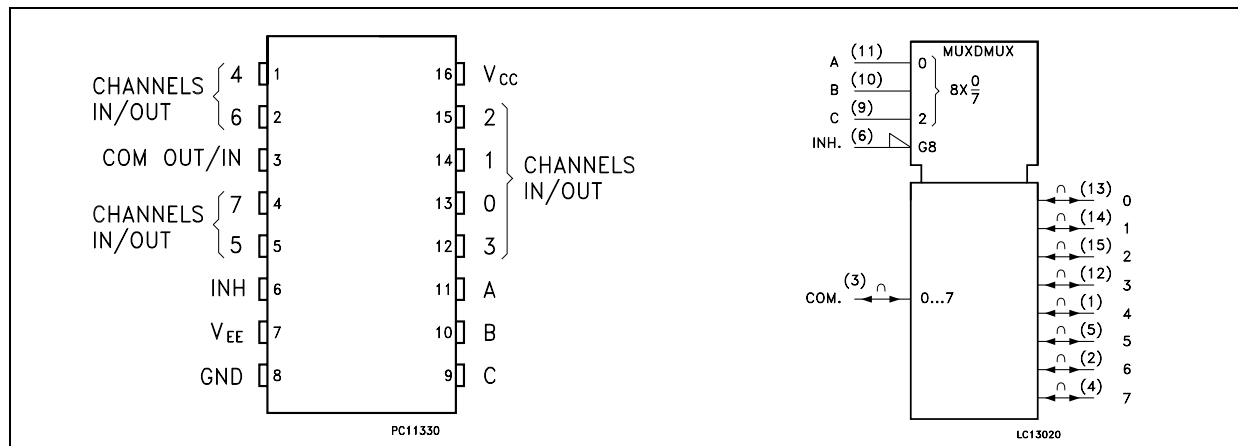 CHANNELS IN/OUT
4 1
6 2
COM OUT/IN 3
CHANNELS IN/OUT
7 4
5 5
INH 6
VEE 7
GND 8
16 VCC
15 2
14 1
13 0
12 3
CHANNELS IN/OUT
11 A
10 B
9 C
PC11330
MUXDMUX
A (11) 0
B (10)
C (9) 2
8X 0/7
INH. (6) G8
COM. (3) ∩ 0...7
∩ (13) 0
∩ (14) 1
∩ (15) 2
∩ (12) 3
∩ (1) 4
∩ (5) 5
∩ (2) 6
∩ (4) 7
LC13020